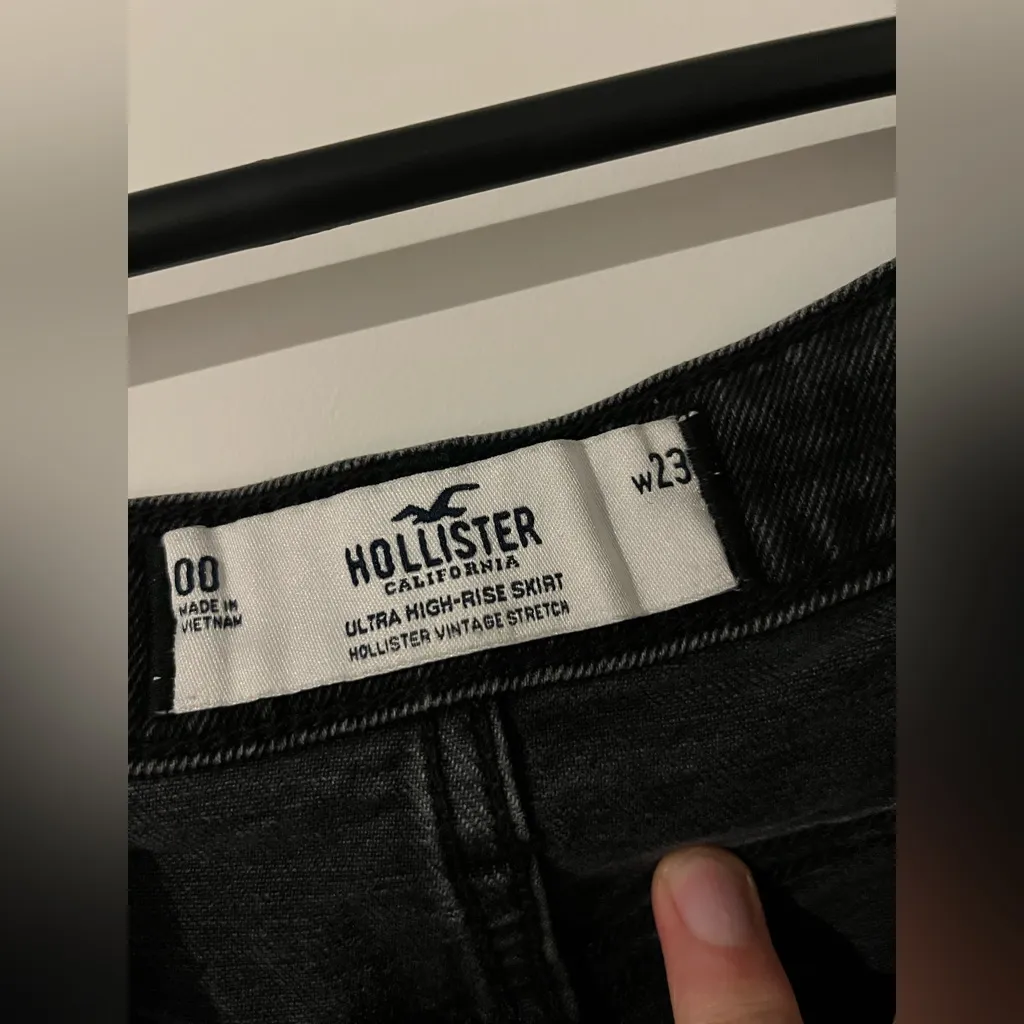 00
MADE IN
VIETNAM
HOLLISTER
CALIFORNIA
ULTRA HIGH-RISE SKIRT
HOLLISTER VINTAGE STRETCH
W23